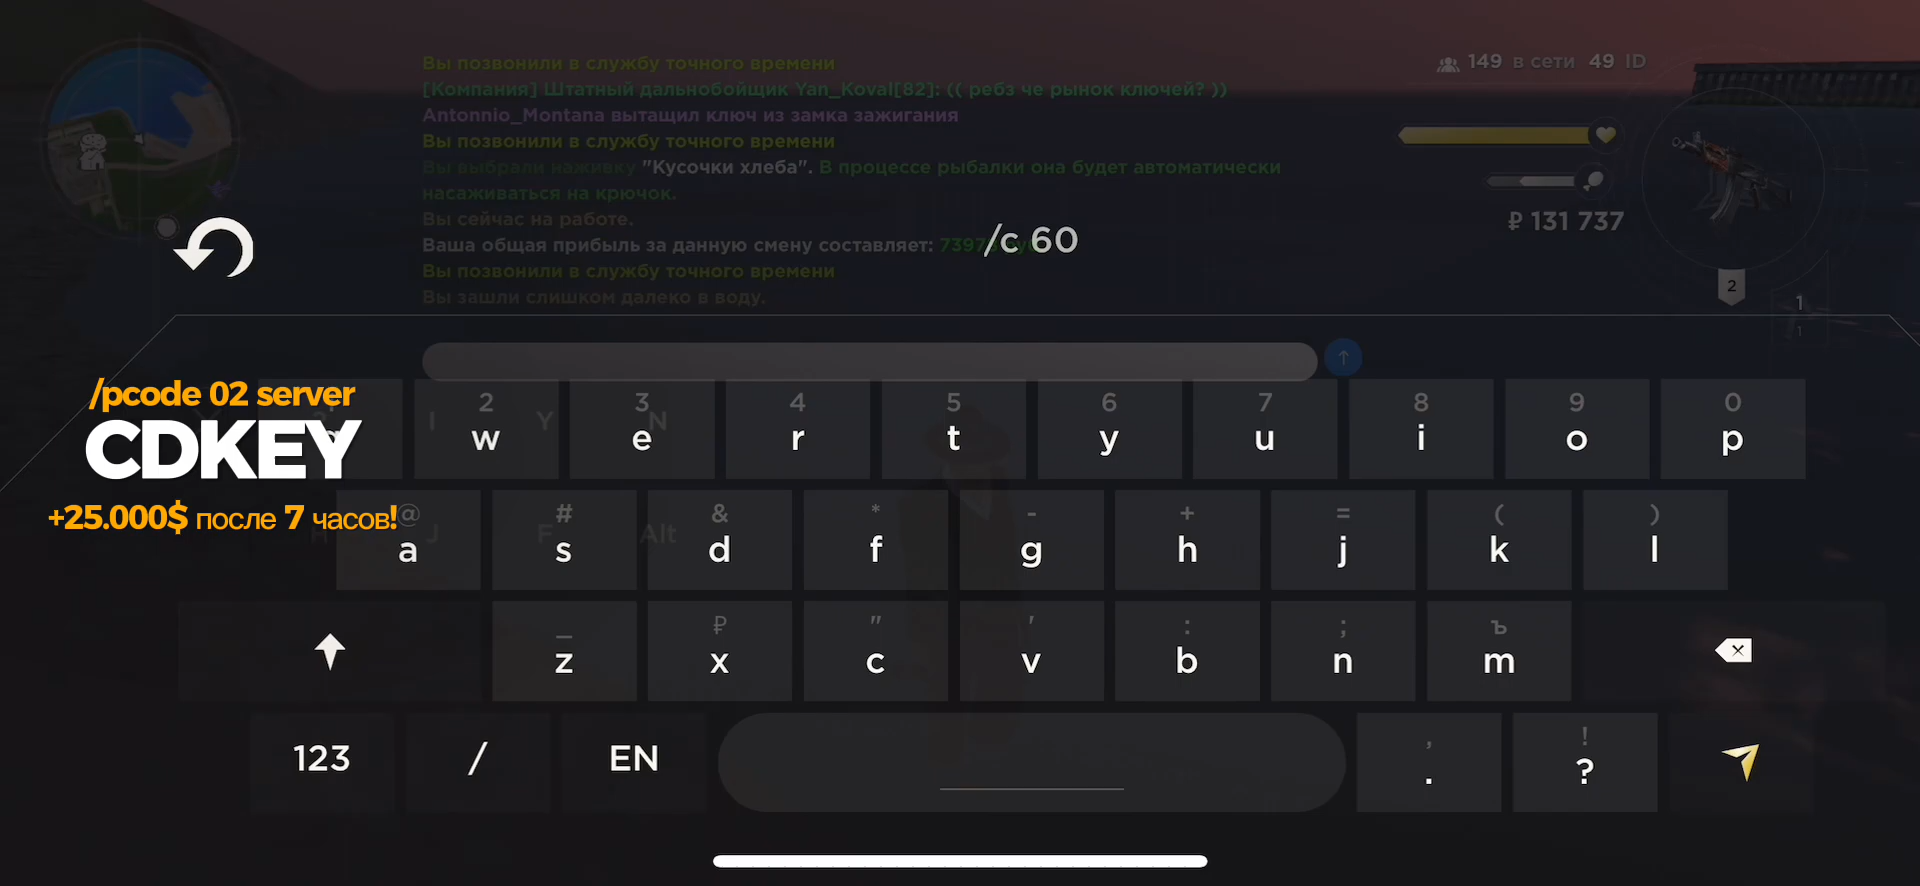 Вы позвонили в службу точного времени
[Компания] Штатный дальнобойщик Yan_Koval[82]: (( ребз че рынок ключей? ))
Antonnio_Montana вытащил ключ из замка зажигания
Вы позвонили в службу точного времени
Вы выбрали наживку "Кусочки хлеба". В процессе рыбалки она будет автоматически
насаживаться на крючок.
Вы сейчас на работе.
Ваша общая прибыль за данную смену составляет:
Вы позвонили в службу точного времени
Вы зашли слишком далеко в воду.
149 в сети 49 ID
₽ 131 737
2
1
1
/c 60
/pcode 02 server
CDKEY
+25.000$ после 7 часов!
I Y N
J F Alt
2 3 4 5 6 7 8 9 0
w e r t y u i o p
@ # & * - + = ( )
a s d f g h j k l
_ ₽ " ' : ; ъ
z x c v b n m
123 / EN , . ! ?